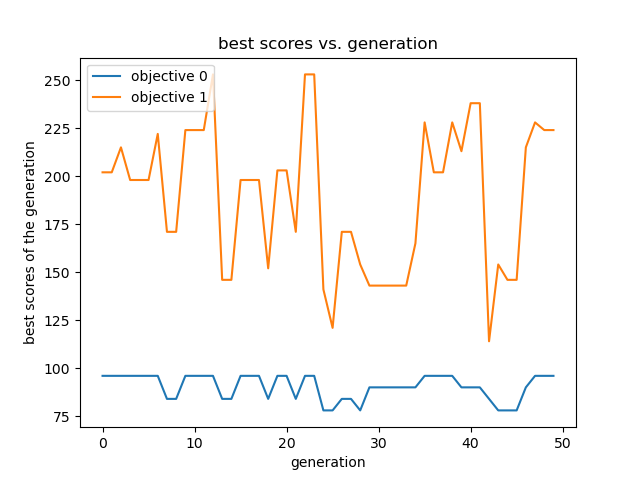 best scores vs. generation
objective 0
objective 1
best scores of the generation
250
225
200
175
150
125
100
75
0 10 20 30 40 50
generation